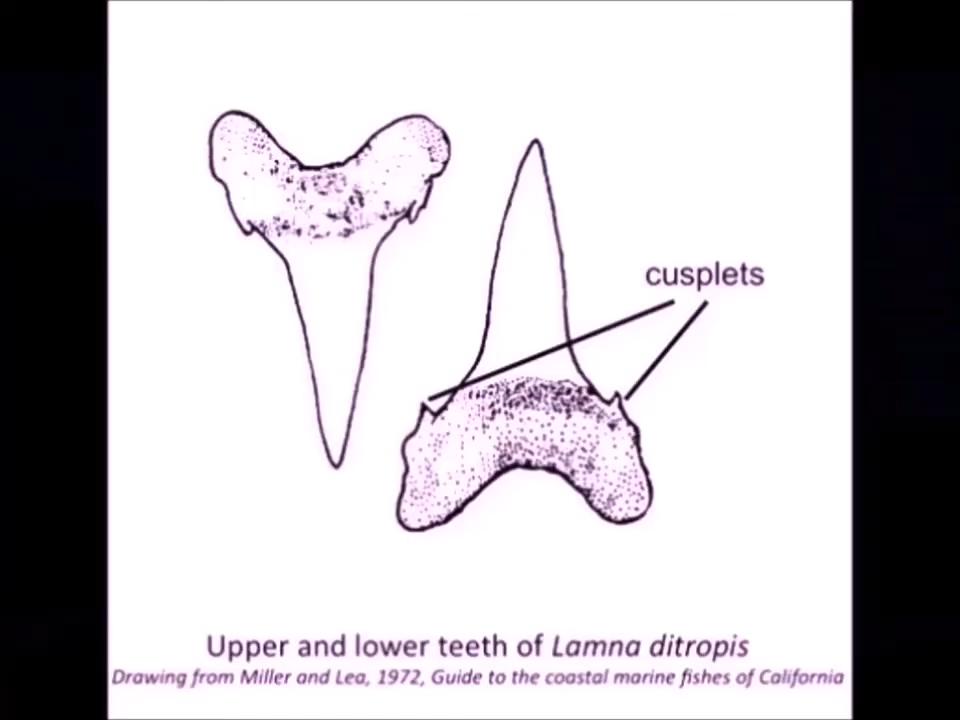 cusplets
Upper and lower teeth of Lamna ditropis
Drawing from Miller and Lea, 1972, Guide to the coastal marine fishes of California